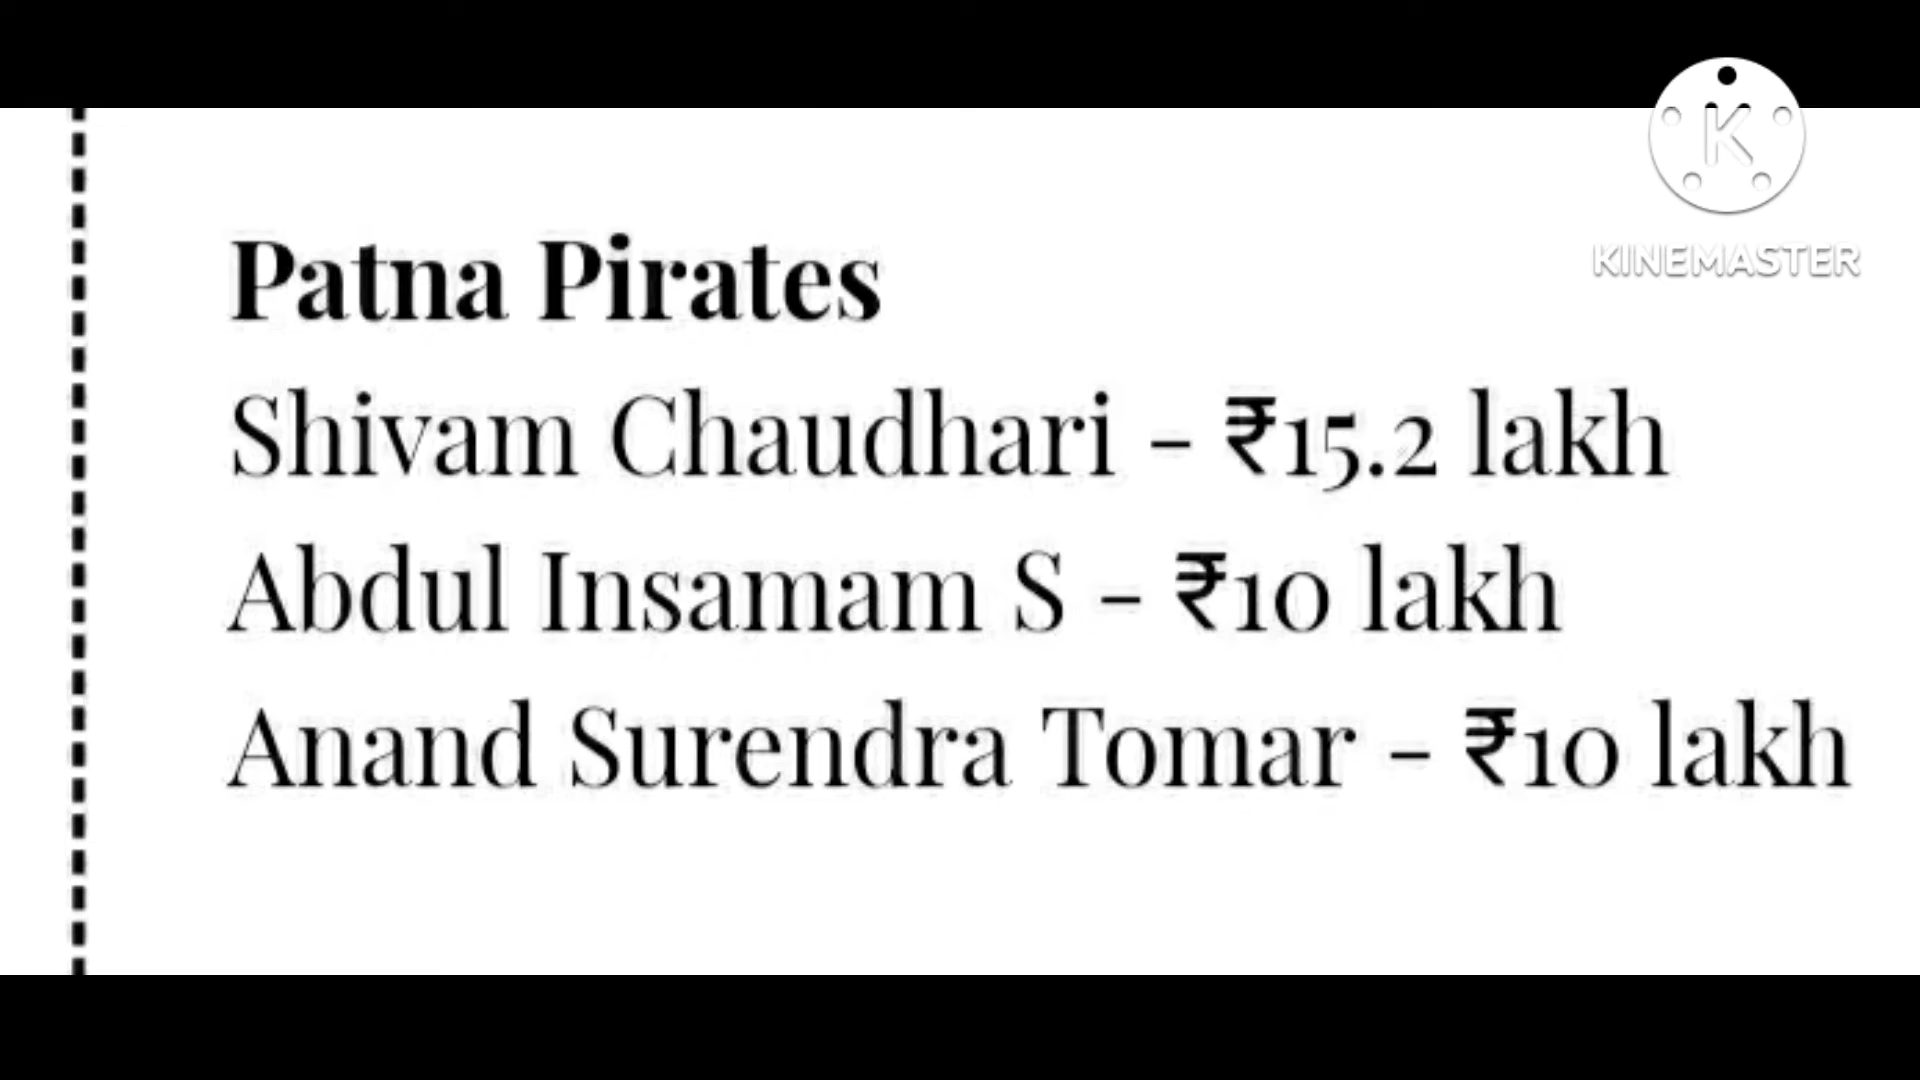 K
KINEMASTER
Patna Pirates
Shivam Chaudhari - ₹15.2 lakh
Abdul Insamam S - ₹10 lakh
Anand Surendra Tomar - ₹10 lakh